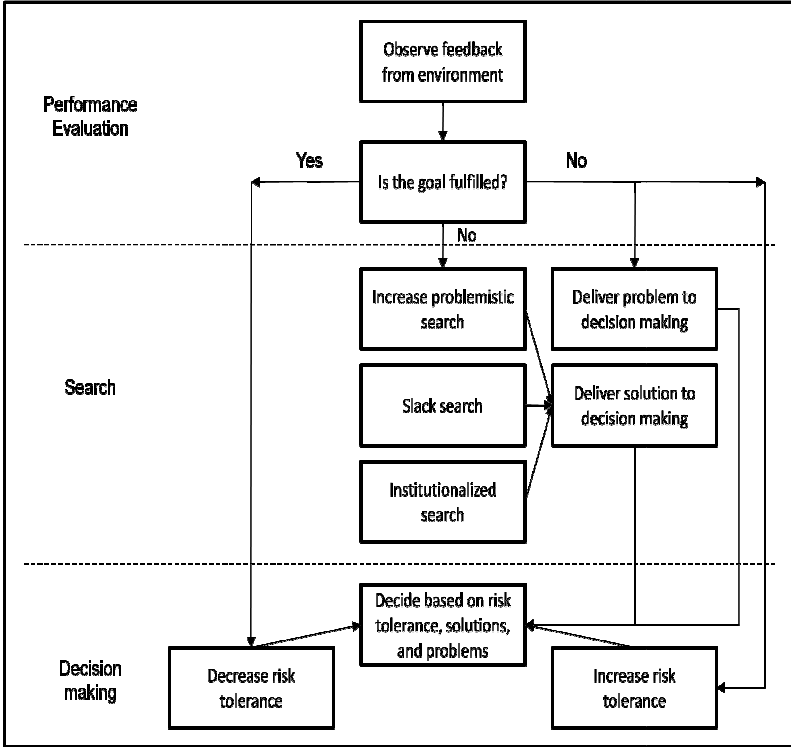 Observe feedback
from environment
Performance
Evaluation
Yes
Is the goal fulfilled?
No
No
Increase problemistic
search
Deliver problem to
decision making
Search
Slack search
Deliver solution to
decision making
Institutionalized
search
Decide based on risk
tolerance, solutions,
and problems
Decision
making
Decrease risk
tolerance
Increase risk
tolerance